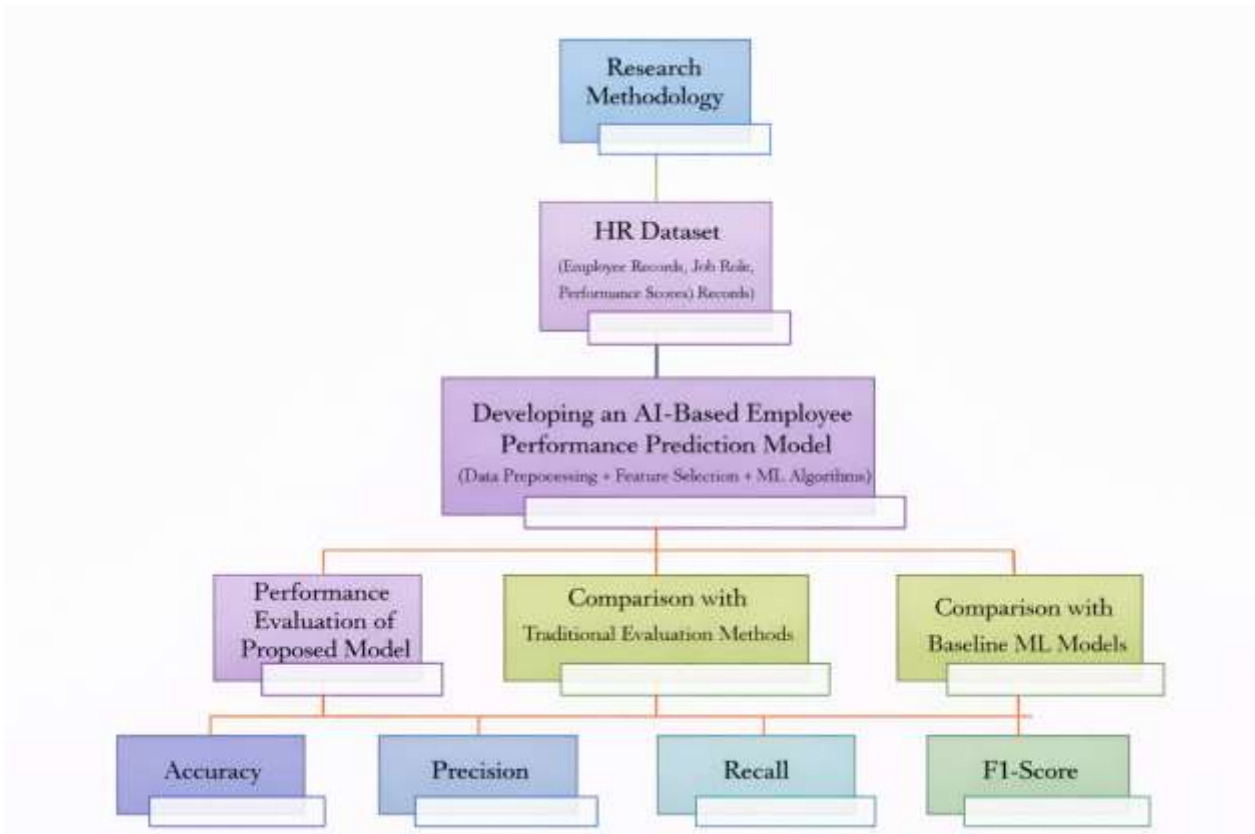 Research
Methodology
HR Dataset
(Employee Records, Job Role,
Performance Scores) Records)
Developing an AI-Based Employee
Performance Prediction Model
(Data Prepocessing + Feature Selection + ML Algorithms)
Performance
Evaluation of
Proposed Model
Comparison with
Traditional Evaluation Methods
Comparison with
Baseline ML Models
Accuracy
Precision
Recall
F1-Score